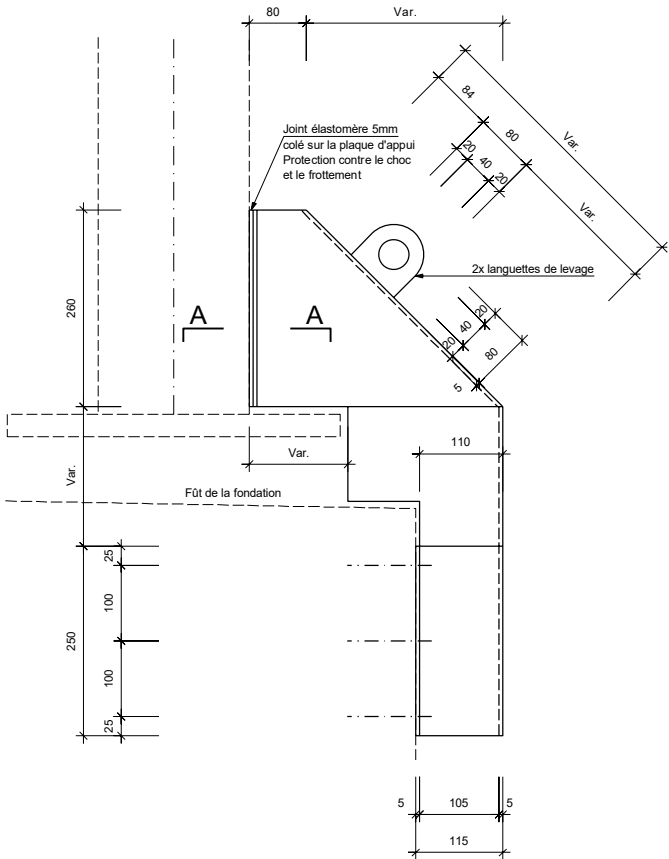 80
Var.
84
80
Var.
20
40
20
Var.
Joint élastomère 5mm
colé sur la plaque d'appui
Protection contre le choc
et le frottement
2x languettes de levage
260
A
A
20
40
20
80
5
110
Var.
Var.
Fût de la fondation
25
100
250
100
25
5
105
5
115